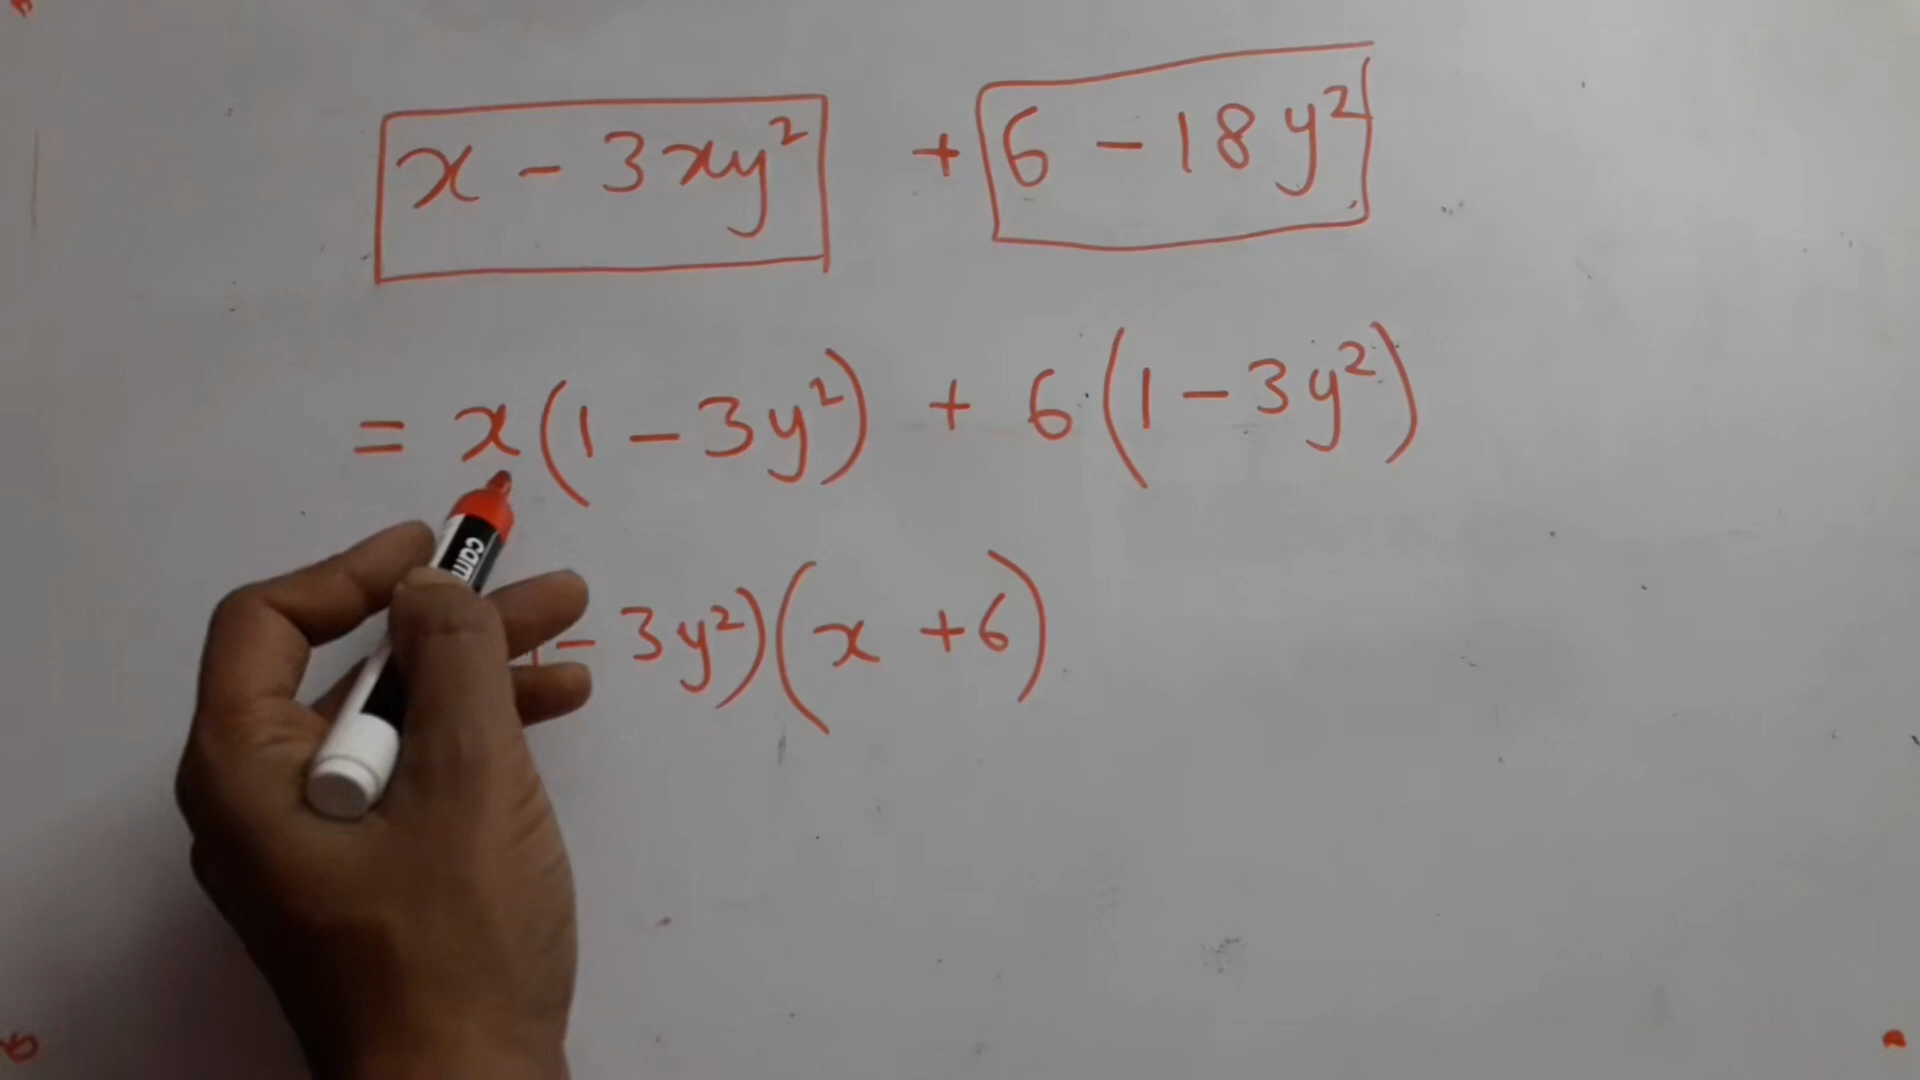 x - 3xy² + 6 - 18y²
= x(1 - 3y²) + 6(1 - 3y²)
- 3y²)(x + 6)
cam